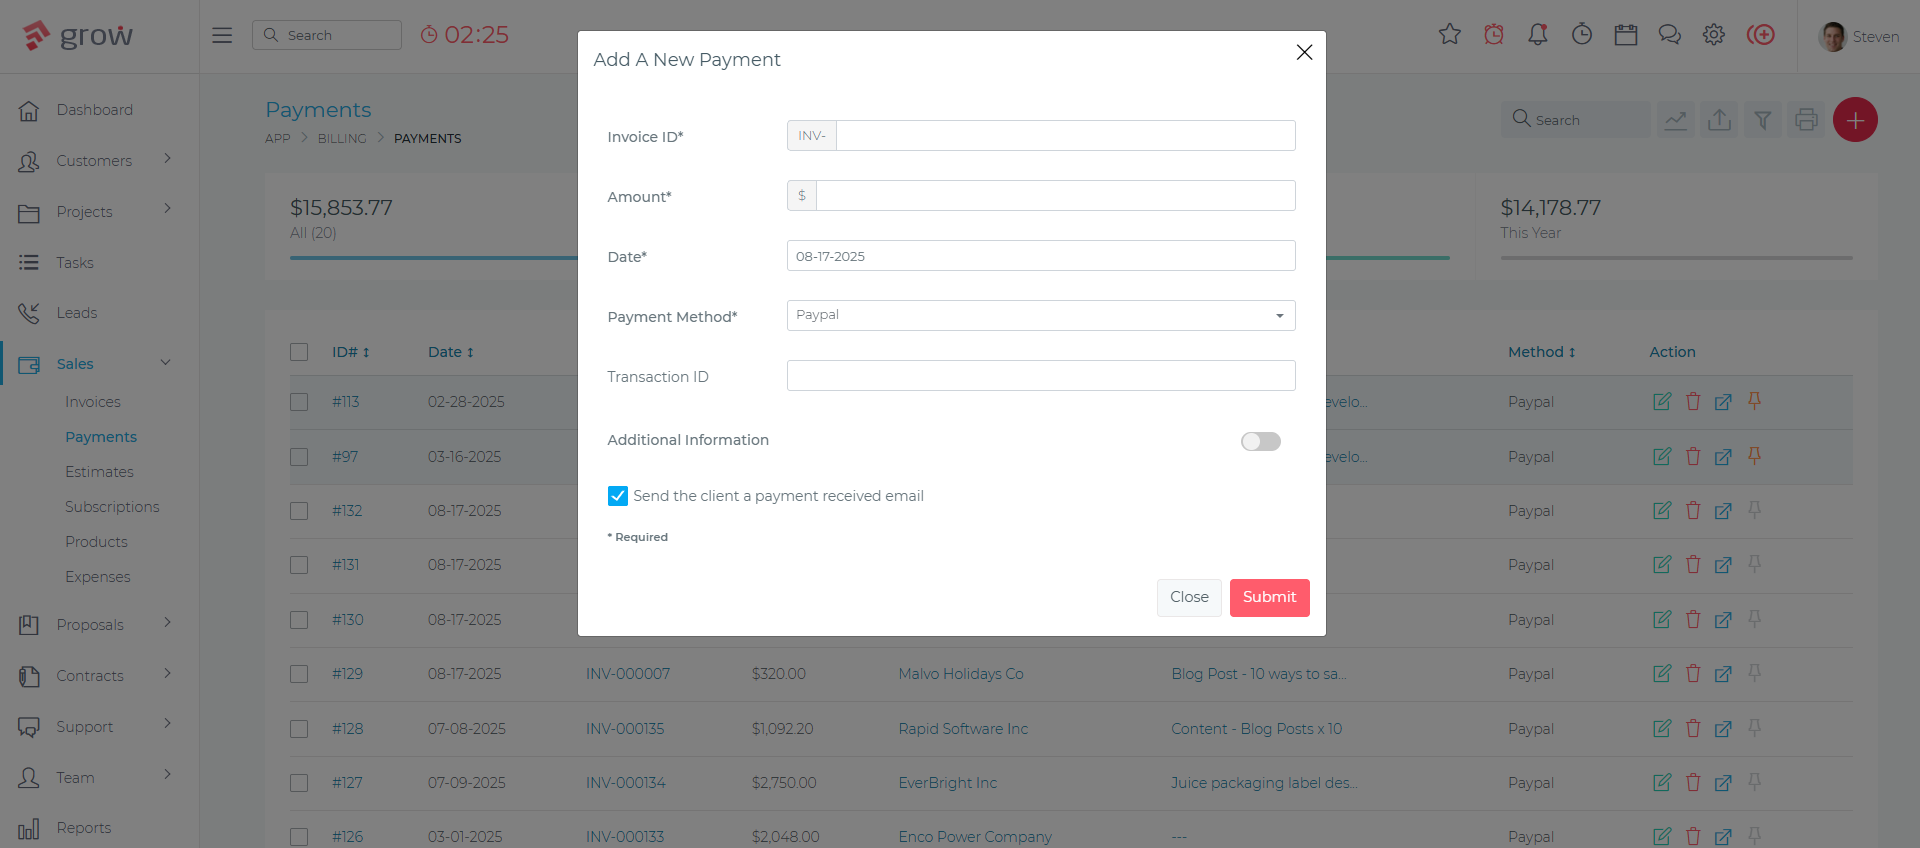 grow
Search
02:25
Steven
Dashboard
Customers
Projects
Tasks
Leads
Sales
Invoices
Payments
Estimates
Subscriptions
Products
Expenses
Proposals
Contracts
Support
Team
Reports
Payments
APP > BILLING > PAYMENTS
Search
$15,853.77
All (20)
$14,178.77
This Year
Add A New Payment
Invoice ID*
INV-
Amount*
$
Date*
08-17-2025
Payment Method*
Paypal
Transaction ID
Additional Information
Send the client a payment received email
* Required
Close
Submit
ID# Date Method Action
#113 02-28-2025 evelo... Paypal
#97 03-16-2025 evelo... Paypal
#132 08-17-2025 Paypal
#131 08-17-2025 Paypal
#130 08-17-2025 Paypal
#129 08-17-2025 INV-000007 $320.00 Malvo Holidays Co Blog Post - 10 ways to sa... Paypal
#128 07-08-2025 INV-000135 $1,092.20 Rapid Software Inc Content - Blog Posts x 10 Paypal
#127 07-09-2025 INV-000134 $2,750.00 EverBright Inc Juice packaging label des... Paypal
#126 03-01-2025 INV-000133 $2,048.00 Enco Power Company --- Paypal